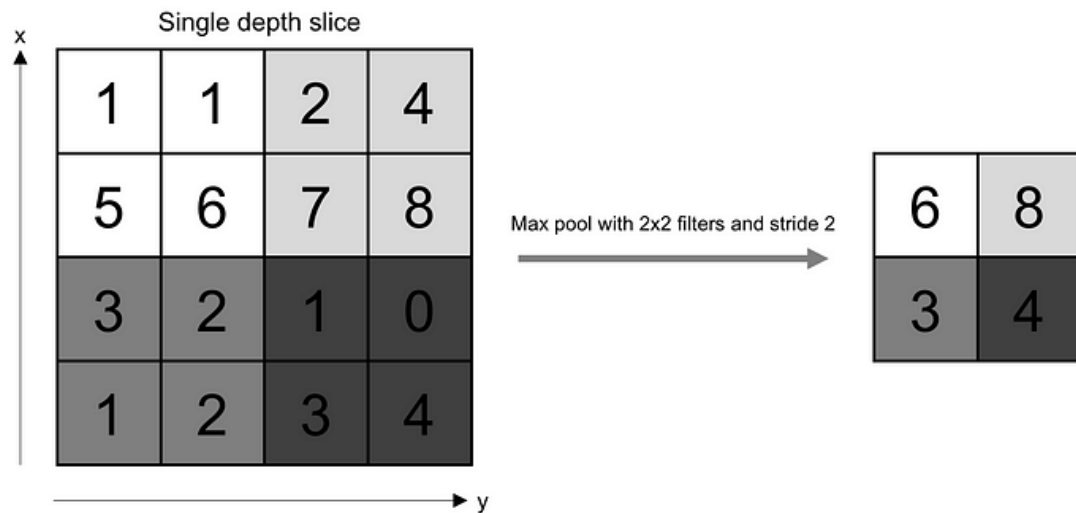 Single depth slice
x
1 1 2 4
5 6 7 8
3 2 1 0
1 2 3 4
y
Max pool with 2x2 filters and stride 2
6 8
3 4